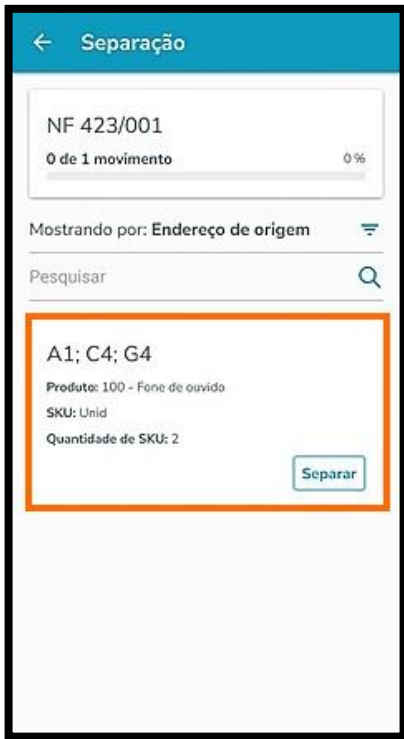 Separação
NF 423/001
0 de 1 movimento 0%
Mostrando por: Endereço de origem
Pesquisar
A1; C4; G4
Produto: 100 - Fone de ouvido
SKU: Unid
Quantidade de SKU: 2
Separar